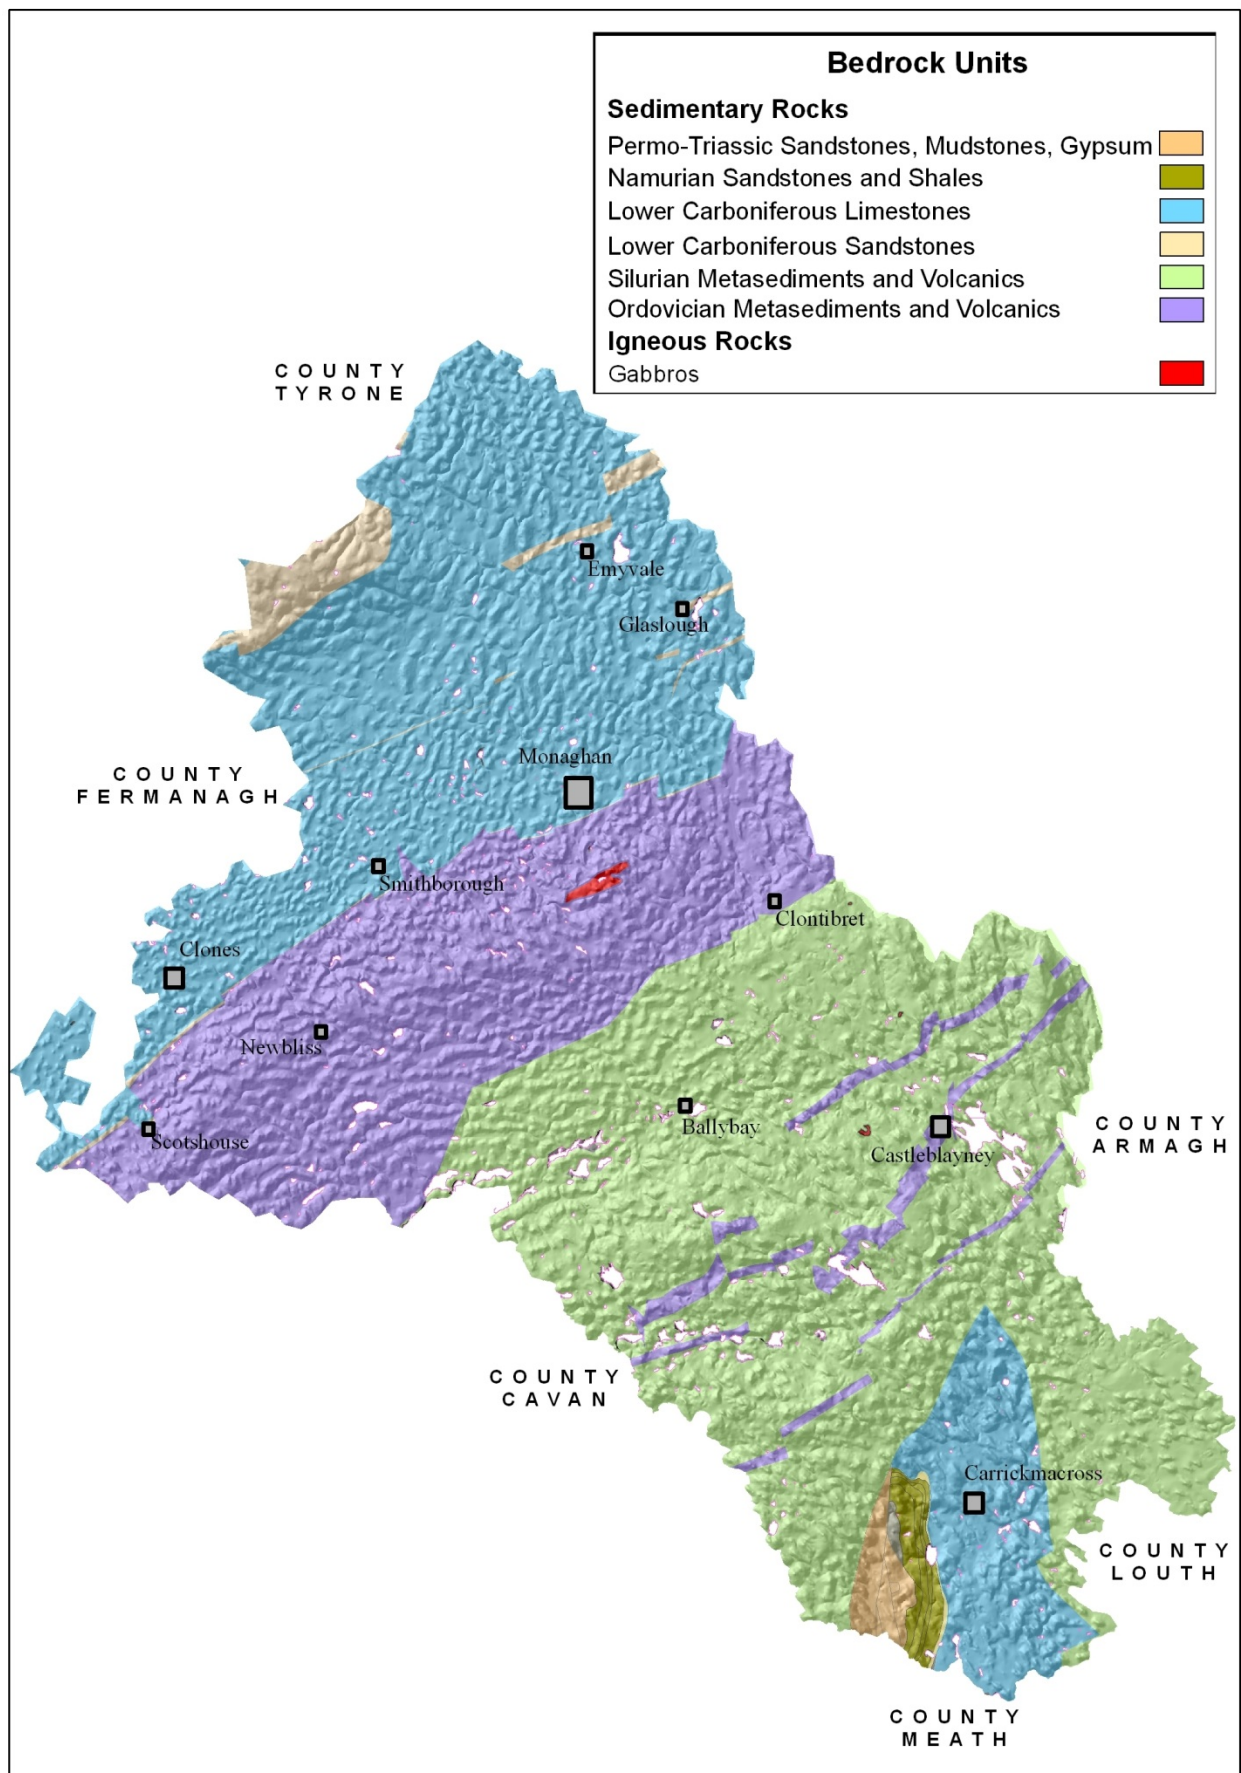 Bedrock Units
Sedimentary Rocks
Permo-Triassic Sandstones, Mudstones, Gypsum
Namurian Sandstones and Shales
Lower Carboniferous Limestones
Lower Carboniferous Sandstones
Silurian Metasediments and Volcanics
Ordovician Metasediments and Volcanics
Igneous Rocks
Gabbros
COUNTY
TYRONE
Emyvale
Glaslough
Monaghan
COUNTY
FERMANAGH
Smithborough
Clontibret
Clones
Newbliss
Scotshouse
Ballybay
Castleblayney
COUNTY
ARMAGH
COUNTY
CAVAN
Carrickmacross
COUNTY
LOUTH
COUNTY
MEATH